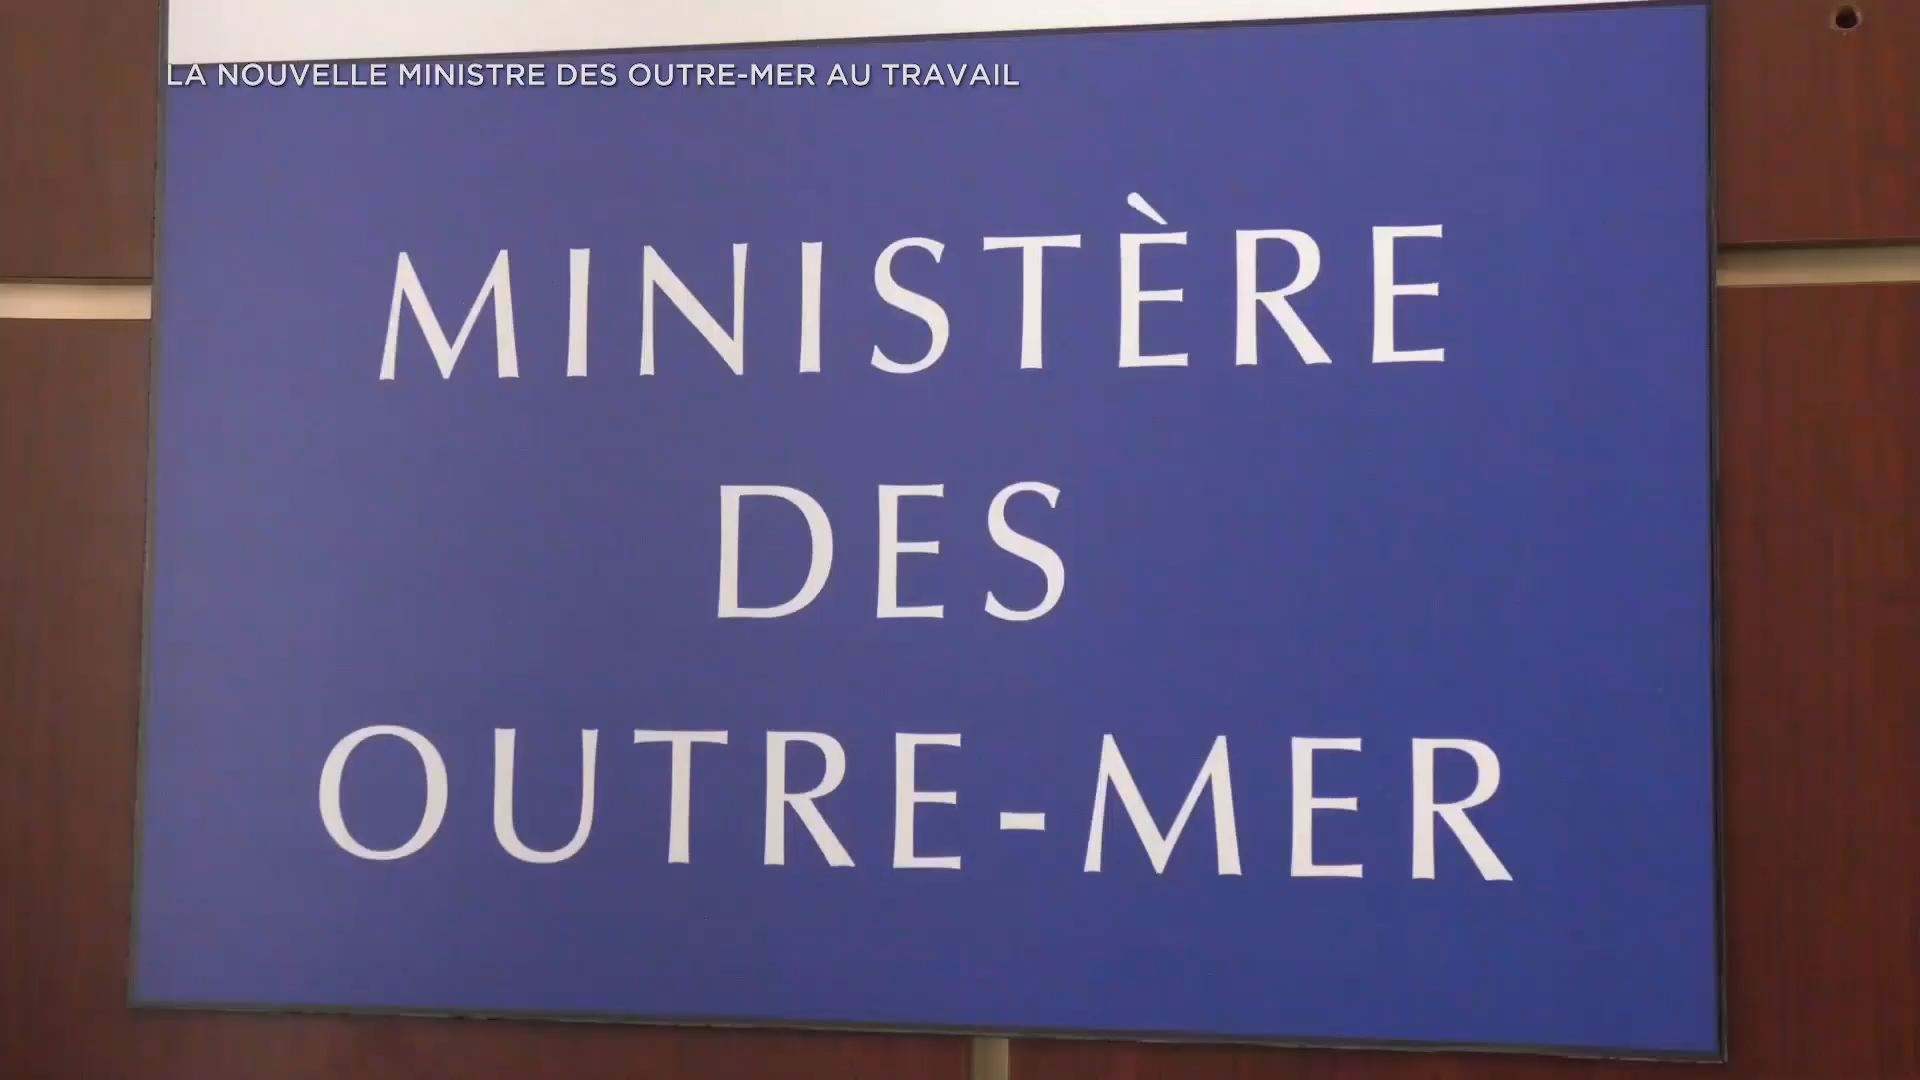 LA NOUVELLE MINISTRE DES OUTRE-MER AU TRAVAIL
MINISTÈRE
DES
OUTRE-MER